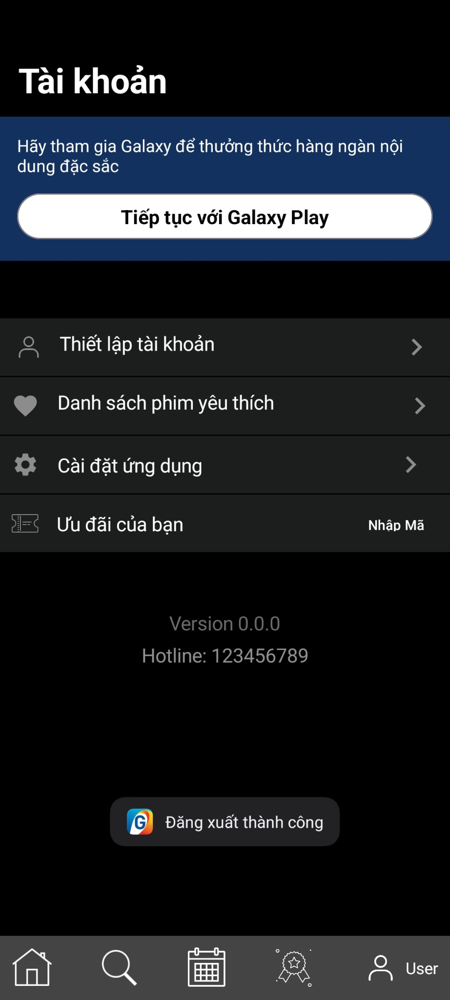 Tài khoản
Hãy tham gia Galaxy để thưởng thức hàng ngàn nội
dung đặc sắc
Tiếp tục với Galaxy Play
Thiết lập tài khoản
Danh sách phim yêu thích
Cài đặt ứng dụng
Ưu đãi của bạn
Nhập Mã
Version 0.0.0
Hotline: 123456789
G
Đăng xuất thành công
User